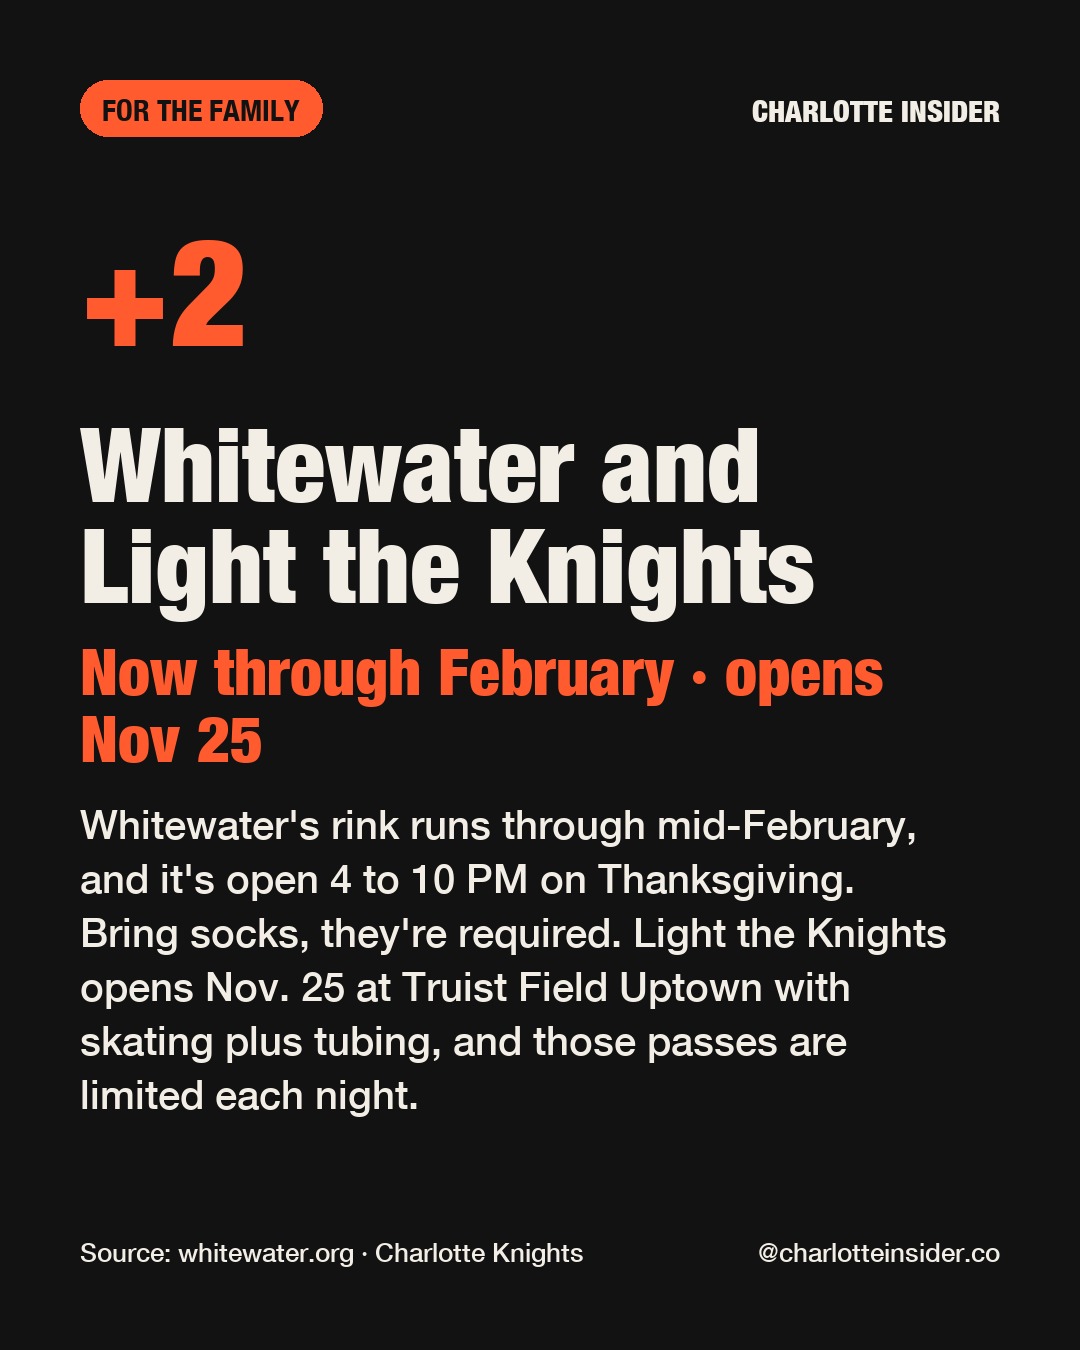 FOR THE FAMILY
CHARLOTTE INSIDER
+2
Whitewater and
Light the Knights
Now through February · opens
Nov 25
Whitewater's rink runs through mid-February,
and it's open 4 to 10 PM on Thanksgiving.
Bring socks, they're required. Light the Knights
opens Nov. 25 at Truist Field Uptown with
skating plus tubing, and those passes are
limited each night.
Source: whitewater.org · Charlotte Knights
@charlotteinsider.co